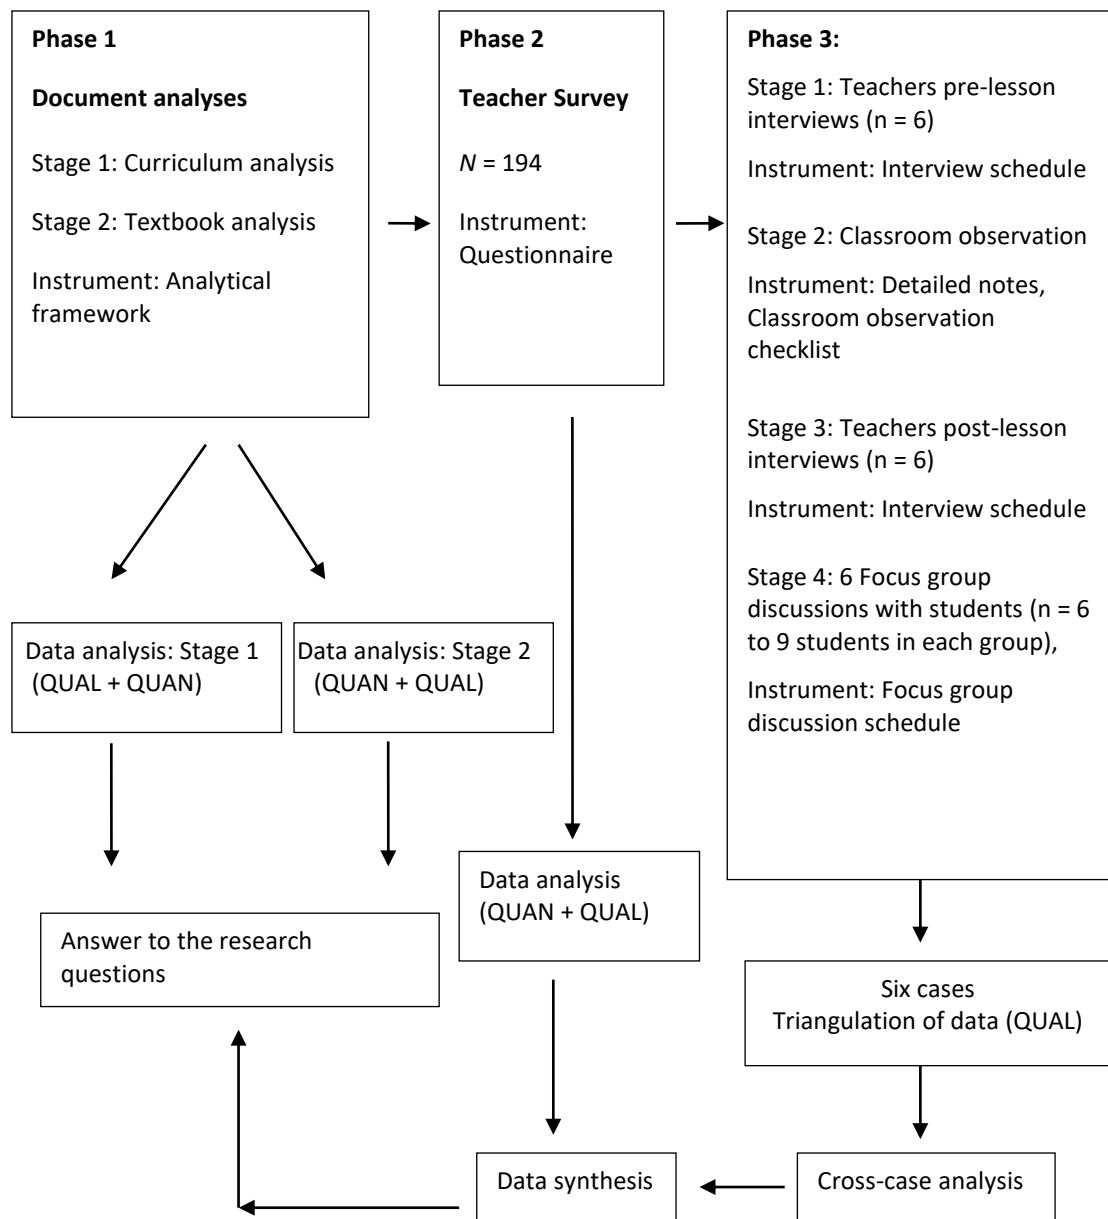 Phase 1
Document analyses
Stage 1: Curriculum analysis
Stage 2: Textbook analysis
Instrument: Analytical
framework
Phase 2
Teacher Survey
N = 194
Instrument:
Questionnaire
Phase 3:
Stage 1: Teachers pre-lesson
interviews (n = 6)
Instrument: Interview schedule
Stage 2: Classroom observation
Instrument: Detailed notes,
Classroom observation
checklist
Stage 3: Teachers post-lesson
interviews (n = 6)
Instrument: Interview schedule
Stage 4: 6 Focus group
discussions with students (n = 6
to 9 students in each group),
Instrument: Focus group
discussion schedule
Data analysis: Stage 1
(QUAL + QUAN)
Data analysis: Stage 2
(QUAN + QUAL)
Data analysis
(QUAN + QUAL)
Answer to the research
questions
Six cases
Triangulation of data (QUAL)
Data synthesis
Cross-case analysis